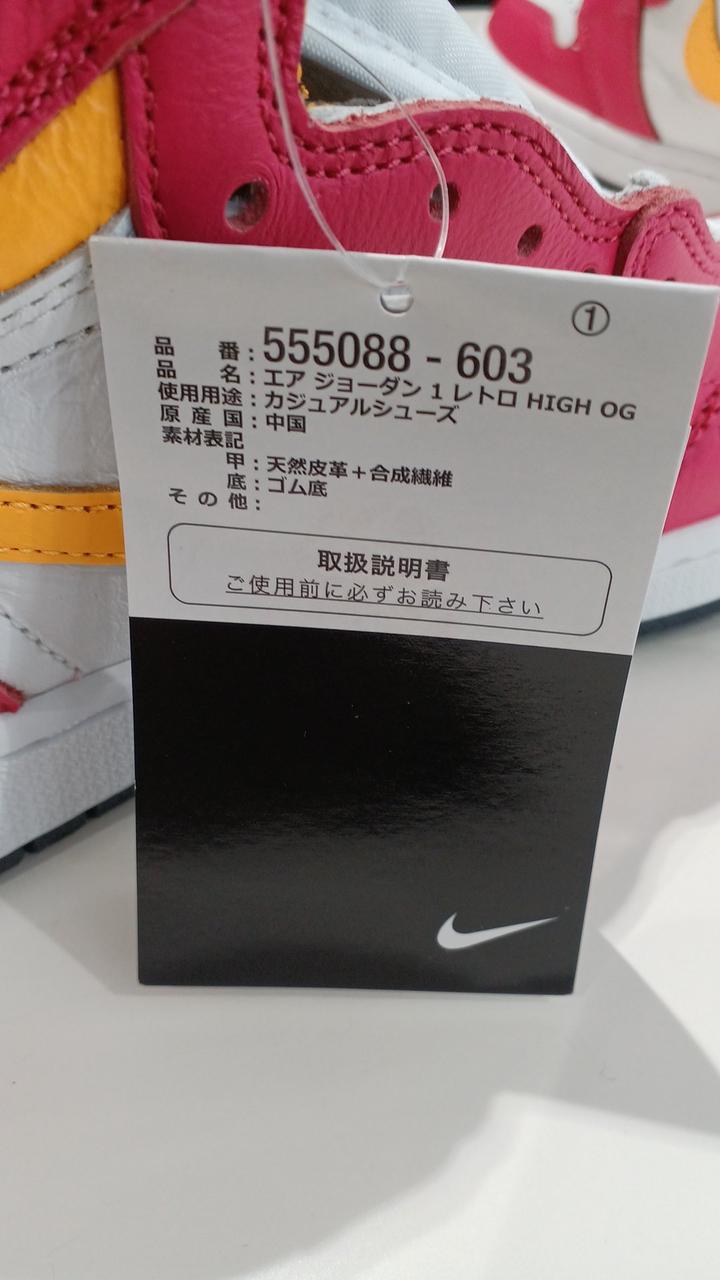 ①
品 番：555088 - 603
品 名：エア ジョーダン 1 レトロ HIGH OG
使用用途：カジュアルシューズ
原 産 国：中国
素材表記
甲：天然皮革＋合成繊維
底：ゴム底
そ の 他：
取扱説明書
ご使用前に必ずお読み下さい